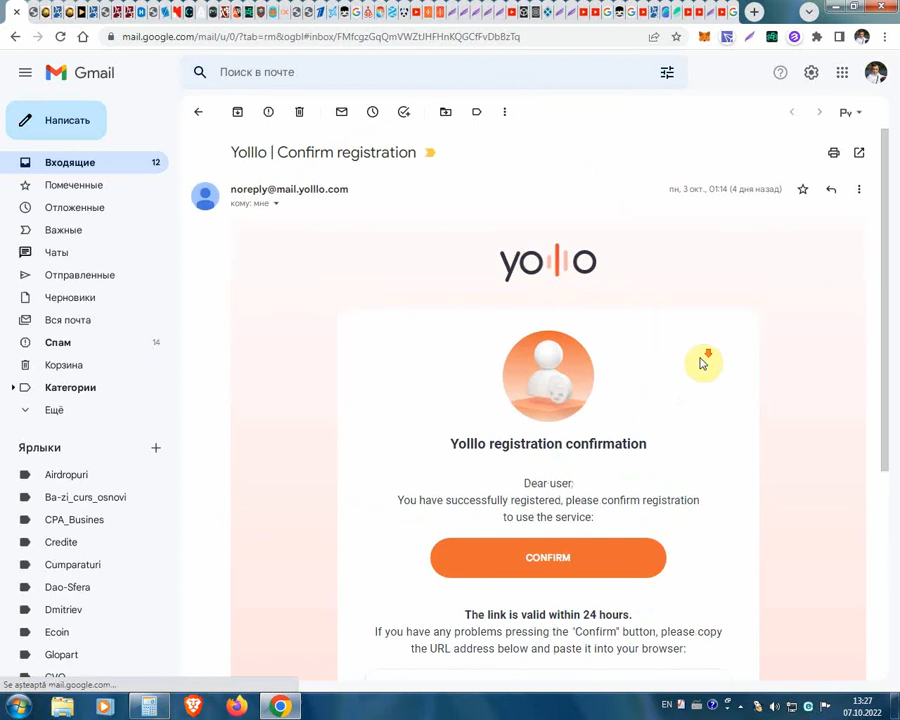 mail.google.com/mail/u/0/?tab=rm&ogbl#inbox/FMfcgzGqQmVWZtJHFHnKQGCfFvDbZzTq
Gmail
Поиск в почте
Написать
Входящие 12
Помеченные
Отложенные
Важные
Чаты
Отправленные
Черновики
Вся почта
Спам 14
Корзина
Категории
Ещё
Ярлыки
Airdropuri
Ba-zi_curs_osnovi
CPA_Busines
Credite
Cumparaturi
Dao-Sfera
Dmitriev
Ecoin
Glopart
Ру
Yolllo | Confirm registration
noreply@mail.yolllo.com
пн, 3 окт., 01:14 (4 дня назад)
кому: мне
yolllo
Yolllo registration confirmation
Dear user:
You have successfully registered, please confirm registration
to use the service:
CONFIRM
The link is valid within 24 hours.
If you have any problems pressing the "Confirm" button, please copy
the URL address below and paste it into your browser:
Se așteaptă mail.google.com...
EN
13:27
07.10.2022